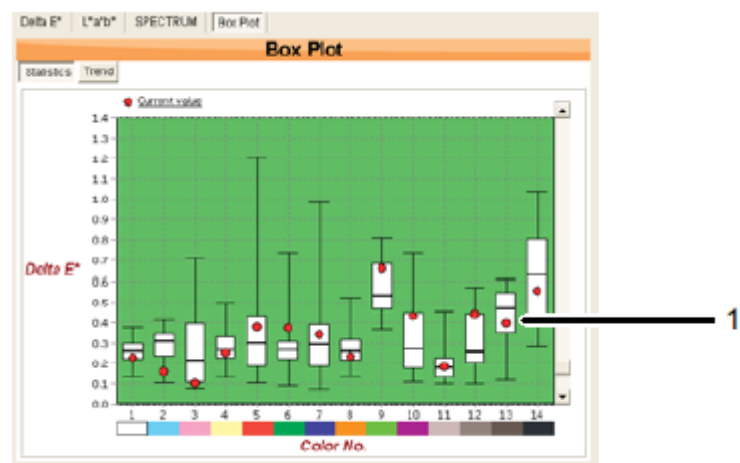 Delta E* L*a*b* SPECTRUM Box Plot
Box Plot
Statistics Trend
Current value
1.4
1.3
1.2
1.1
1.0
0.9
0.8
0.7
Delta E*
0.6
0.5
0.4
1
0.3
0.2
0.1
0.0
1 2 3 4 5 6 7 8 9 10 11 12 13 14
Color No.